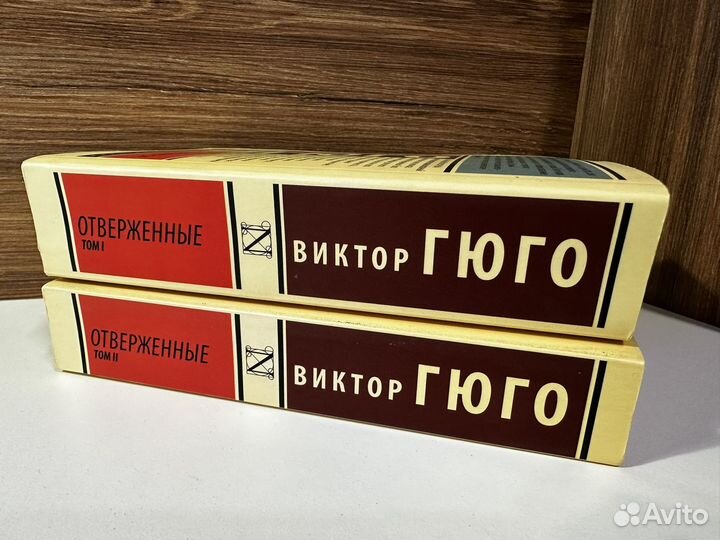 ОТВЕРЖЕННЫЕ
ТОМ I
ВИКТОР ГЮГО
ОТВЕРЖЕННЫЕ
ТОМ II
ВИКТОР ГЮГО
Avito